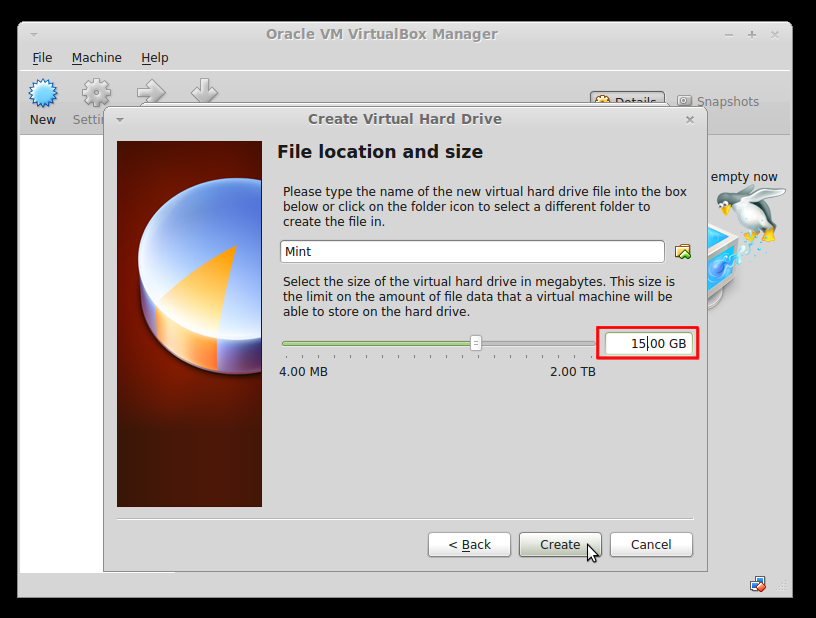 Oracle VM VirtualBox Manager
File Machine Help
New
Details
Snapshots
Create Virtual Hard Drive
empty now
File location and size
Please type the name of the new virtual hard drive file into the box
below or click on the folder icon to select a different folder to
create the file in.
Mint
Select the size of the virtual hard drive in megabytes. This size is
the limit on the amount of file data that a virtual machine will be
able to store on the hard drive.
15.00 GB
4.00 MB 2.00 TB
< Back Create Cancel